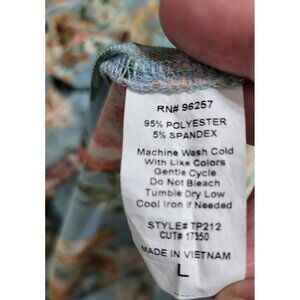 RN# 96257
95% POLYESTER
5% SPANDEX
Machine Wash Cold
With Like Colors
Gentle Cycle
Do Not Bleach
Tumble Dry Low
Cool Iron if Needed
STYLE# TP212
CUT# 17350
MADE IN VIETNAM
L